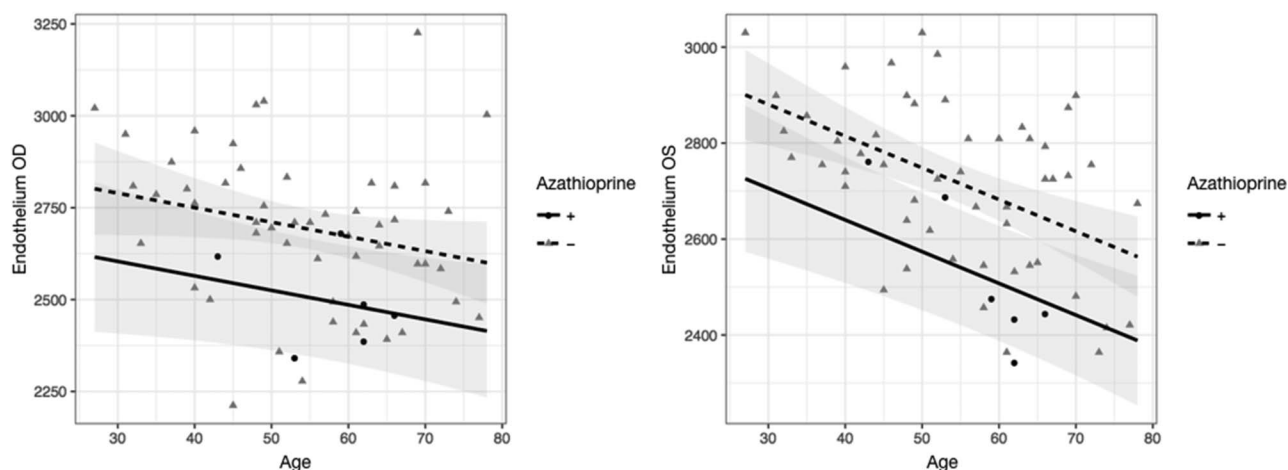 3250
3000
2750
2500
2250
Endothelium OD
30 40 50 60 70 80
Age
Azathioprine
+
−
3000
2800
2600
2400
Endothelium OS
30 40 50 60 70 80
Age
Azathioprine
+
−